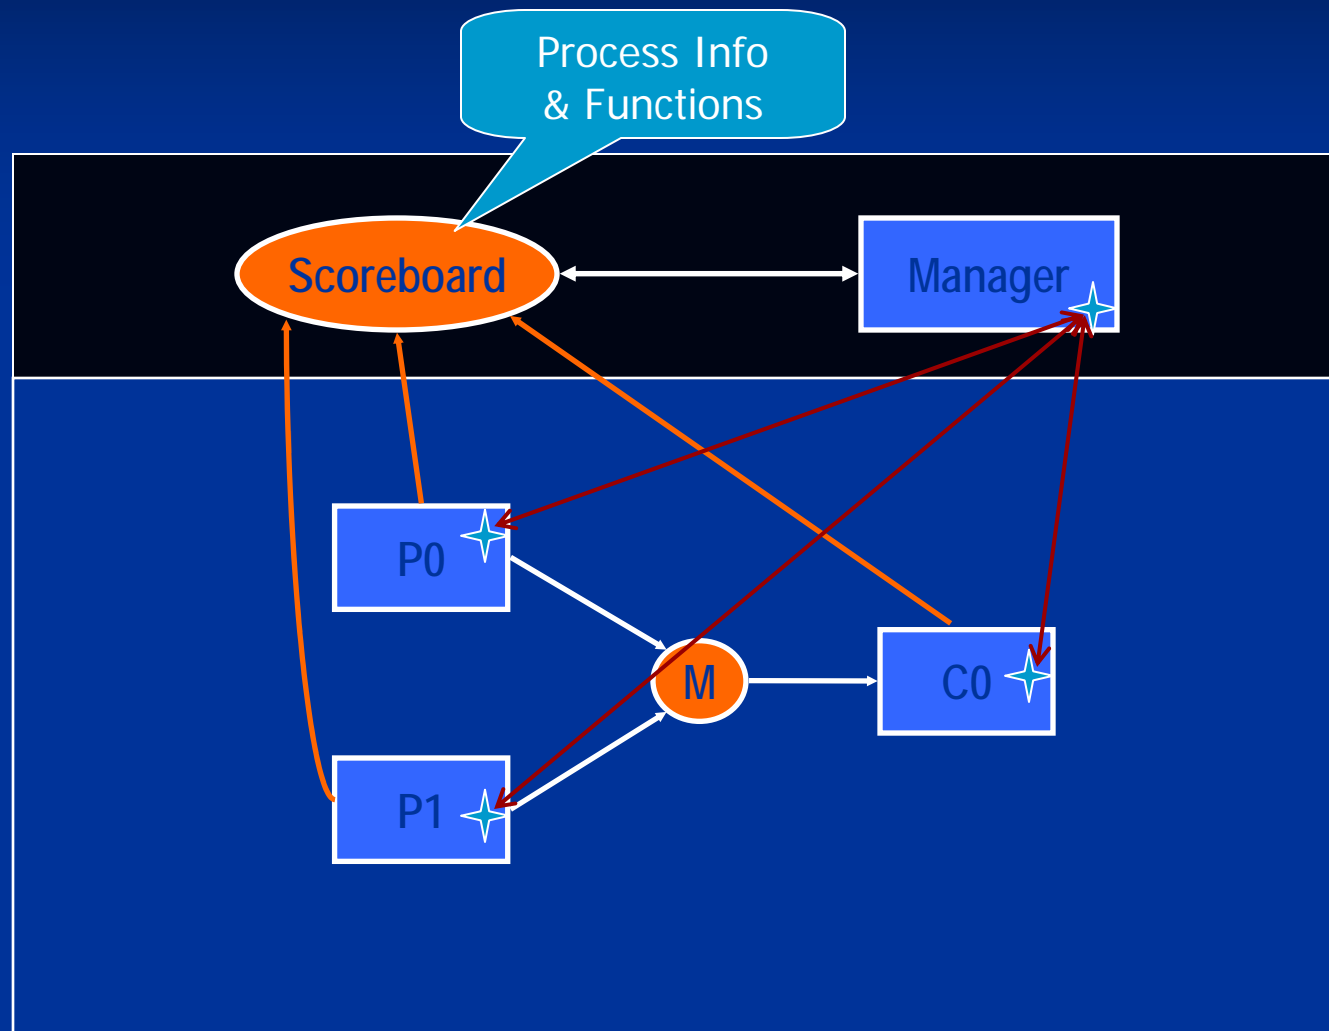 Process Info
& Functions
Scoreboard
Manager
P0
M
C0
P1